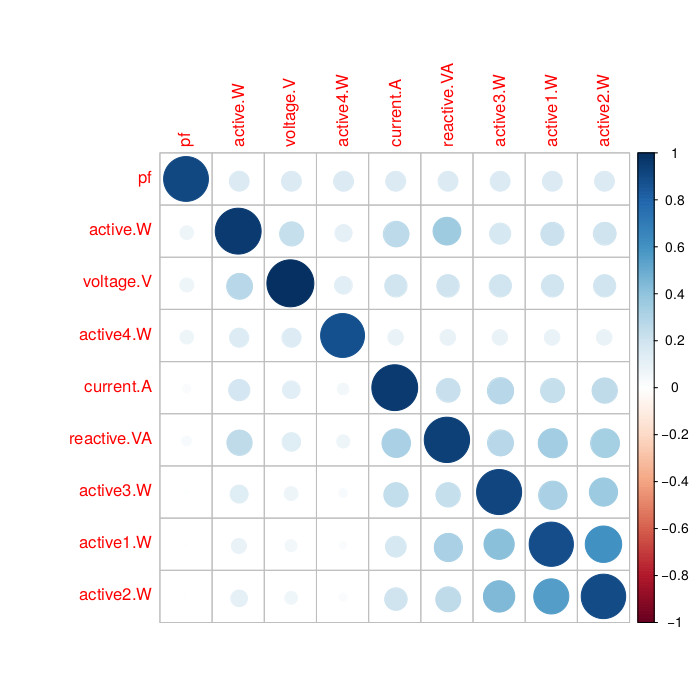 pf
active.W
voltage.V
active4.W
current.A
reactive.VA
active3.W
active1.W
active2.W
pf
active.W
voltage.V
active4.W
current.A
reactive.VA
active3.W
active1.W
active2.W
1
0.8
0.6
0.4
0.2
0
−0.2
−0.4
−0.6
−0.8
−1